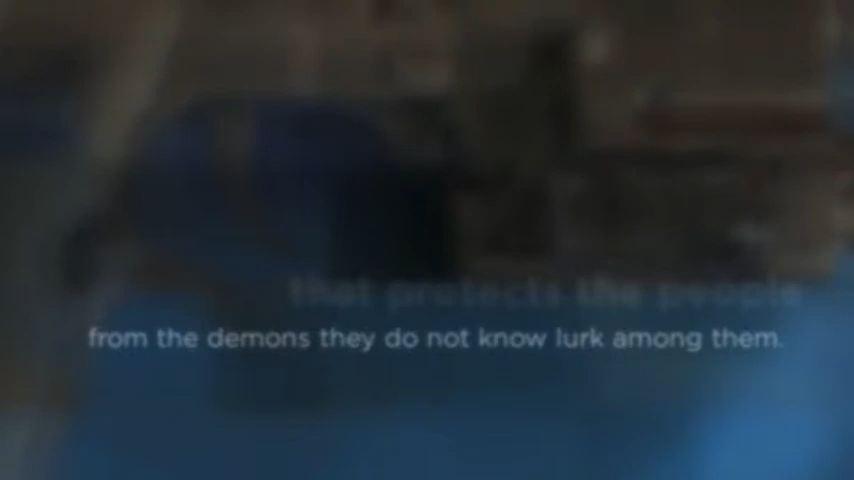 that protects the people
from the demons they do not know lurk among them.